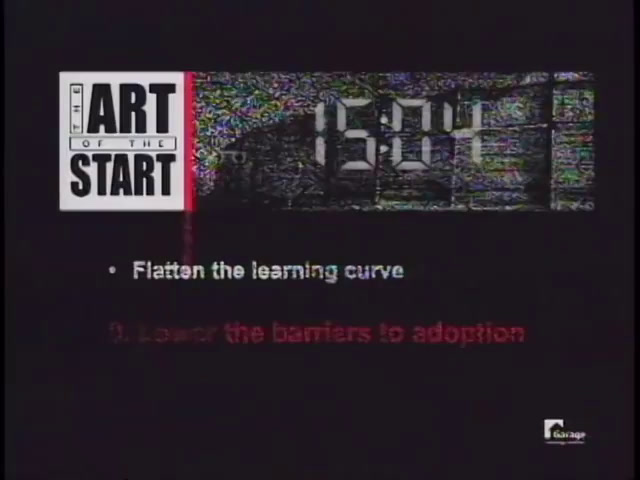 THE
ART
OF THE
START
15:04
• Flatten the learning curve
9. Lower the barriers to adoption
Garage